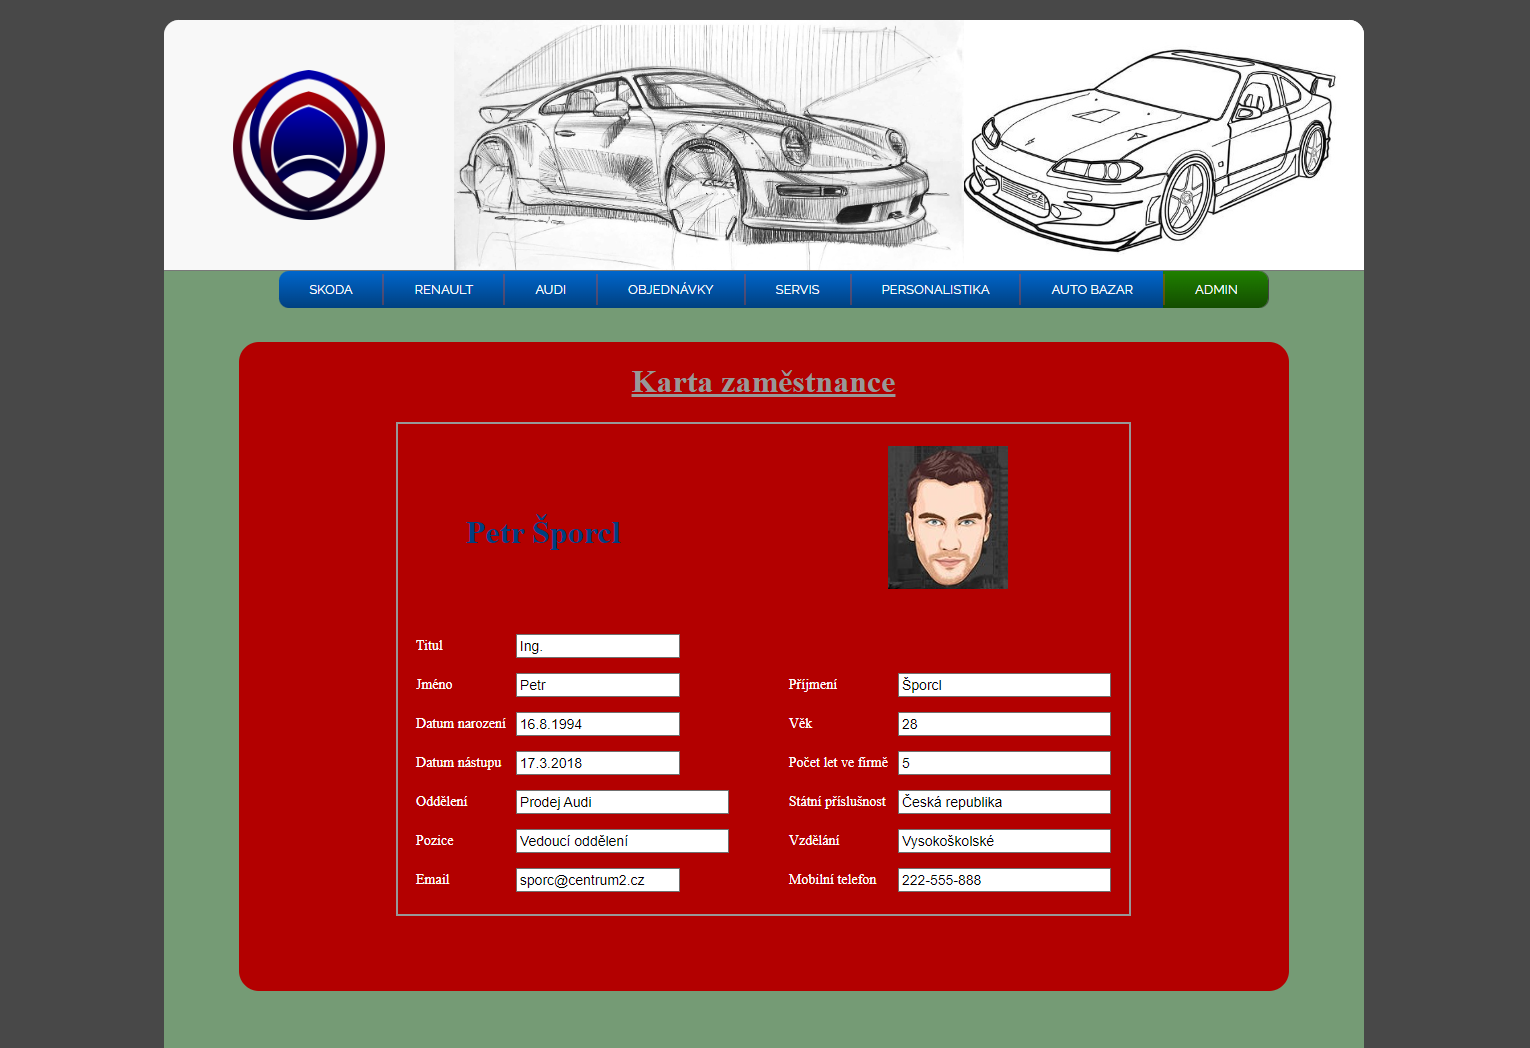 SKODA RENAULT AUDI OBJEDNÁVKY SERVIS PERSONALISTIKA AUTO BAZAR ADMIN
Karta zaměstnance
Petr Šporcl
Titul Ing.
Jméno Petr Příjmení Šporcl
Datum narození 16.8.1994 Věk 28
Datum nástupu 17.3.2018 Počet let ve firmě 5
Oddělení Prodej Audi Státní příslušnost Česká republika
Pozice Vedoucí oddělení Vzdělání Vysokoškolské
Email sporc@centrum2.cz Mobilní telefon 222-555-888